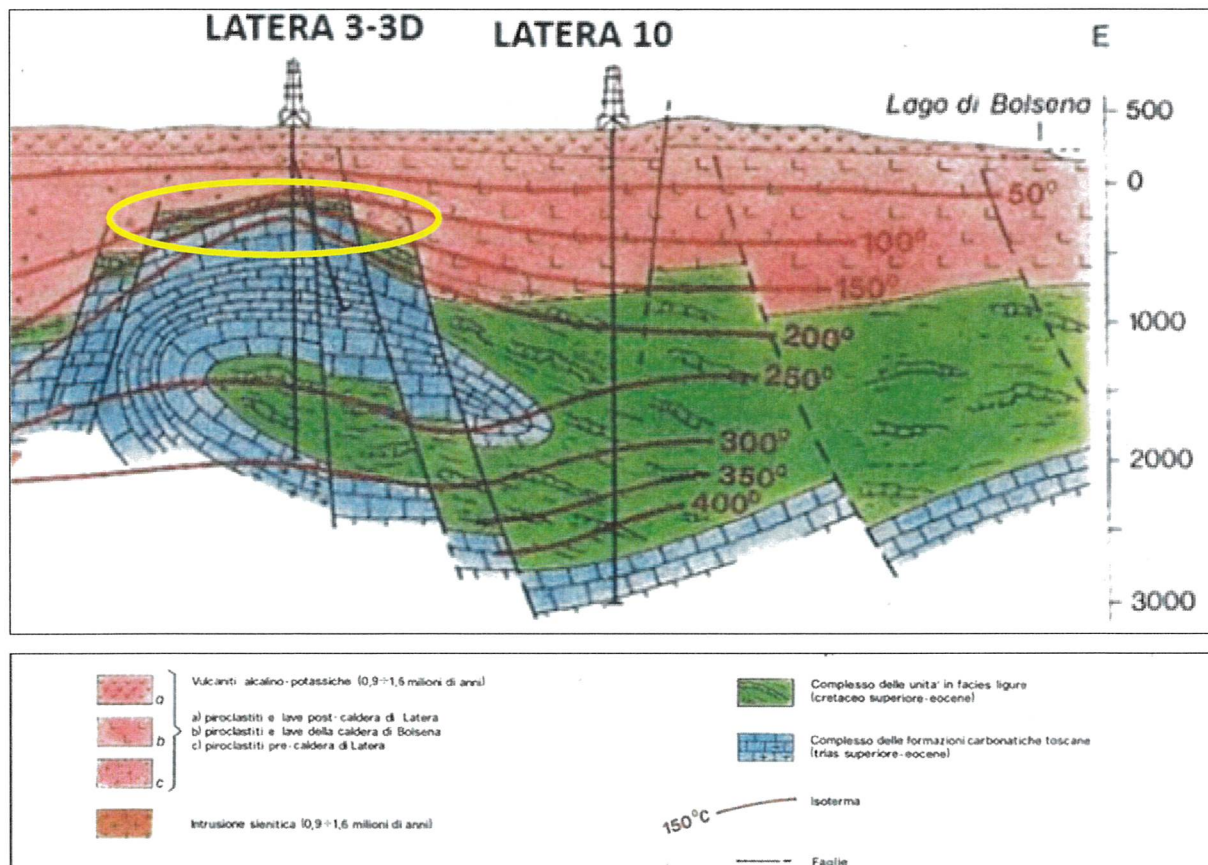 LATERA 3-3D
LATERA 10
E
Lago di Bolsena
500
0
50°
100°
150°
1000
200°
250°
300°
2000
350°
400°
3000
Vulcaniti alcalino-potassiche (0,9÷1,6 milioni di anni)
a
a) piroclastiti e lave post-caldera di Latera
b
b) piroclastiti e lave della caldera di Bolsena
c) piroclastiti pre-caldera di Latera
c
Intrusione sienitica (0,9÷1,6 milioni di anni)
Complesso delle unita' in facies ligure
(cretaceo superiore-eocene)
Complesso delle formazioni carbonatiche toscane
(trias superiore-eocene)
150°C
Isoterma
Faglie